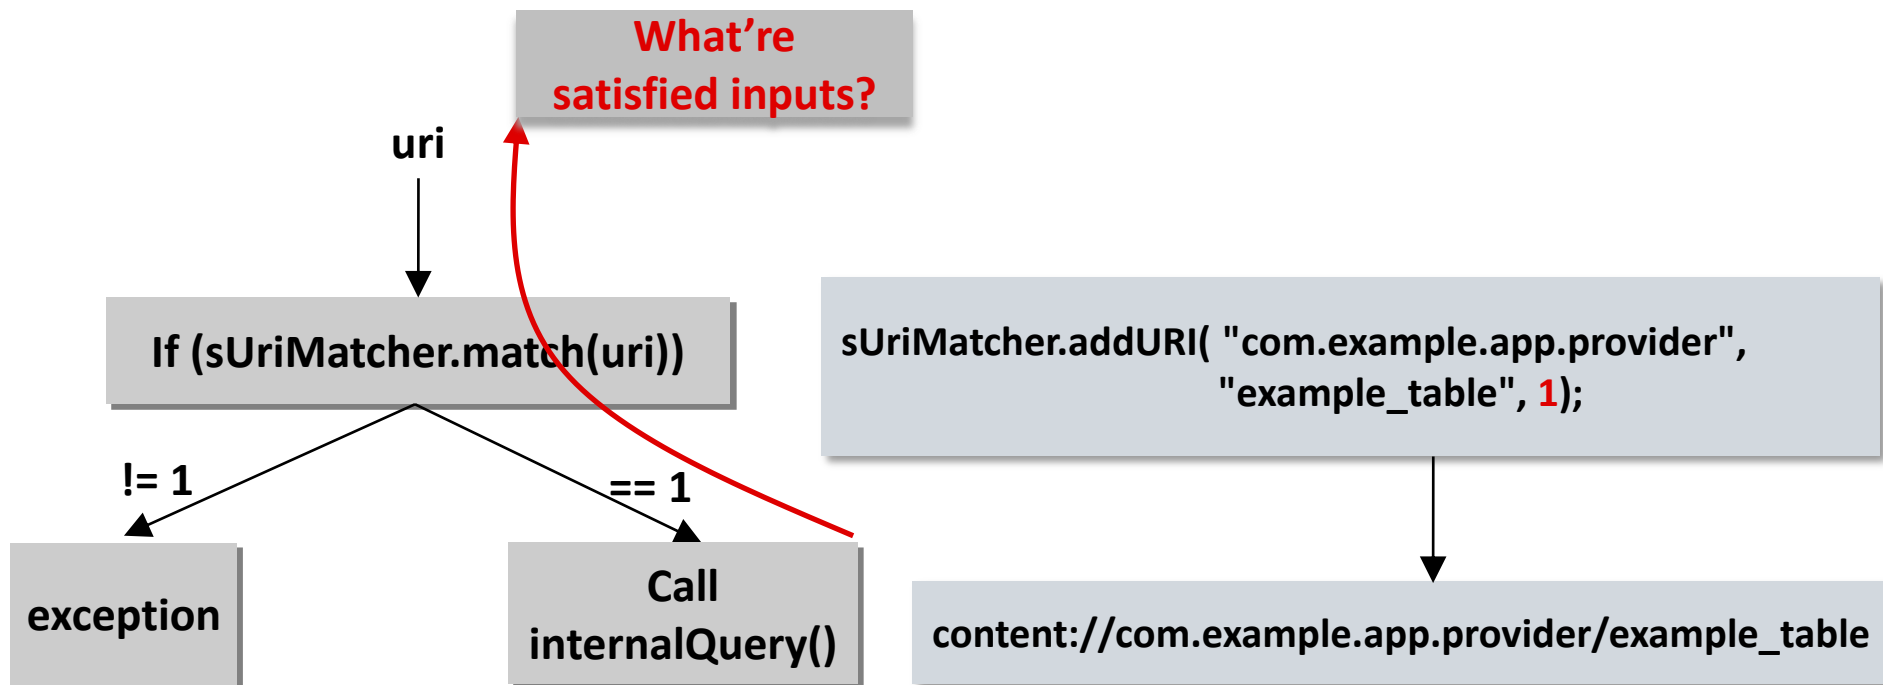 What’re
satisfied inputs?
uri
If (sUriMatcher.match(uri))
!= 1
== 1
exception
Call
internalQuery()
sUriMatcher.addURI( "com.example.app.provider",
"example_table", 1);
content://com.example.app.provider/example_table